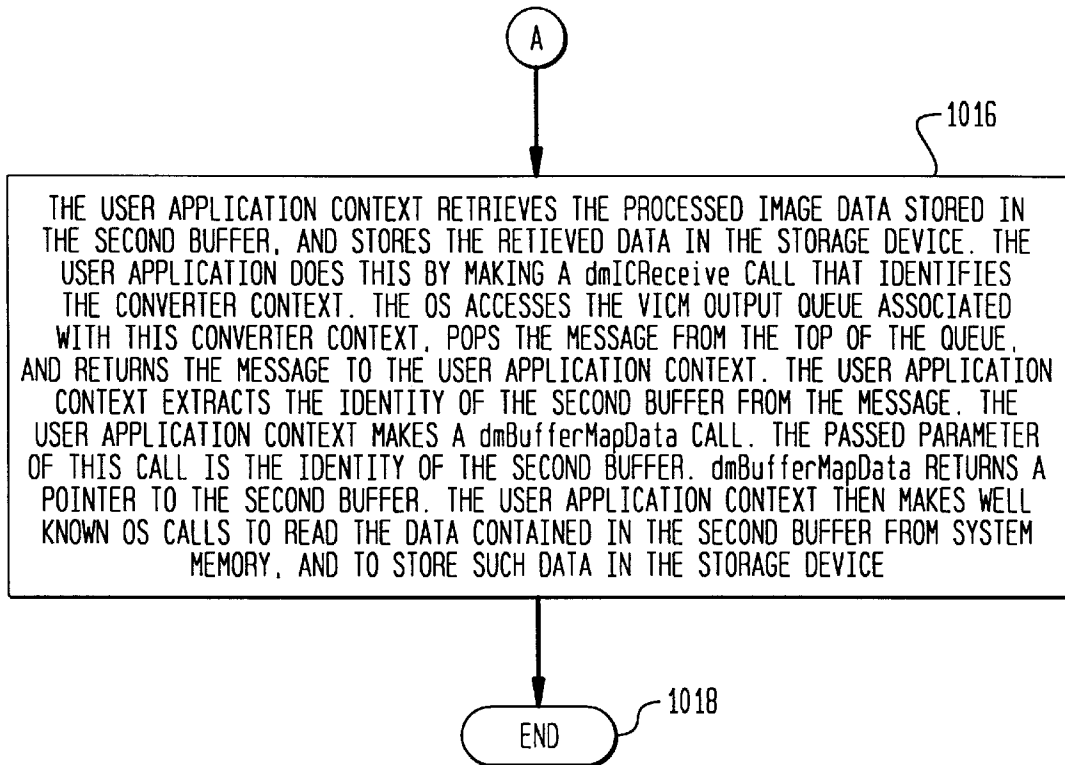 A
1016
THE USER APPLICATION CONTEXT RETRIEVES THE PROCESSED IMAGE DATA STORED IN
THE SECOND BUFFER, AND STORES THE RETIEVED DATA IN THE STORAGE DEVICE. THE
USER APPLICATION DOES THIS BY MAKING A dmICReceive CALL THAT IDENTIFIES
THE CONVERTER CONTEXT. THE OS ACCESSES THE VICM OUTPUT QUEUE ASSOCIATED
WITH THIS CONVERTER CONTEXT, POPS THE MESSAGE FROM THE TOP OF THE QUEUE,
AND RETURNS THE MESSAGE TO THE USER APPLICATION CONTEXT. THE USER APPLICATION
CONTEXT EXTRACTS THE IDENTITY OF THE SECOND BUFFER FROM THE MESSAGE. THE
USER APPLICATION CONTEXT MAKES A dmBufferMapData CALL. THE PASSED PARAMETER
OF THIS CALL IS THE IDENTITY OF THE SECOND BUFFER. dmBufferMapData RETURNS A
POINTER TO THE SECOND BUFFER. THE USER APPLICATION CONTEXT THEN MAKES WELL
KNOWN OS CALLS TO READ THE DATA CONTAINED IN THE SECOND BUFFER FROM SYSTEM
MEMORY, AND TO STORE SUCH DATA IN THE STORAGE DEVICE
1018
END